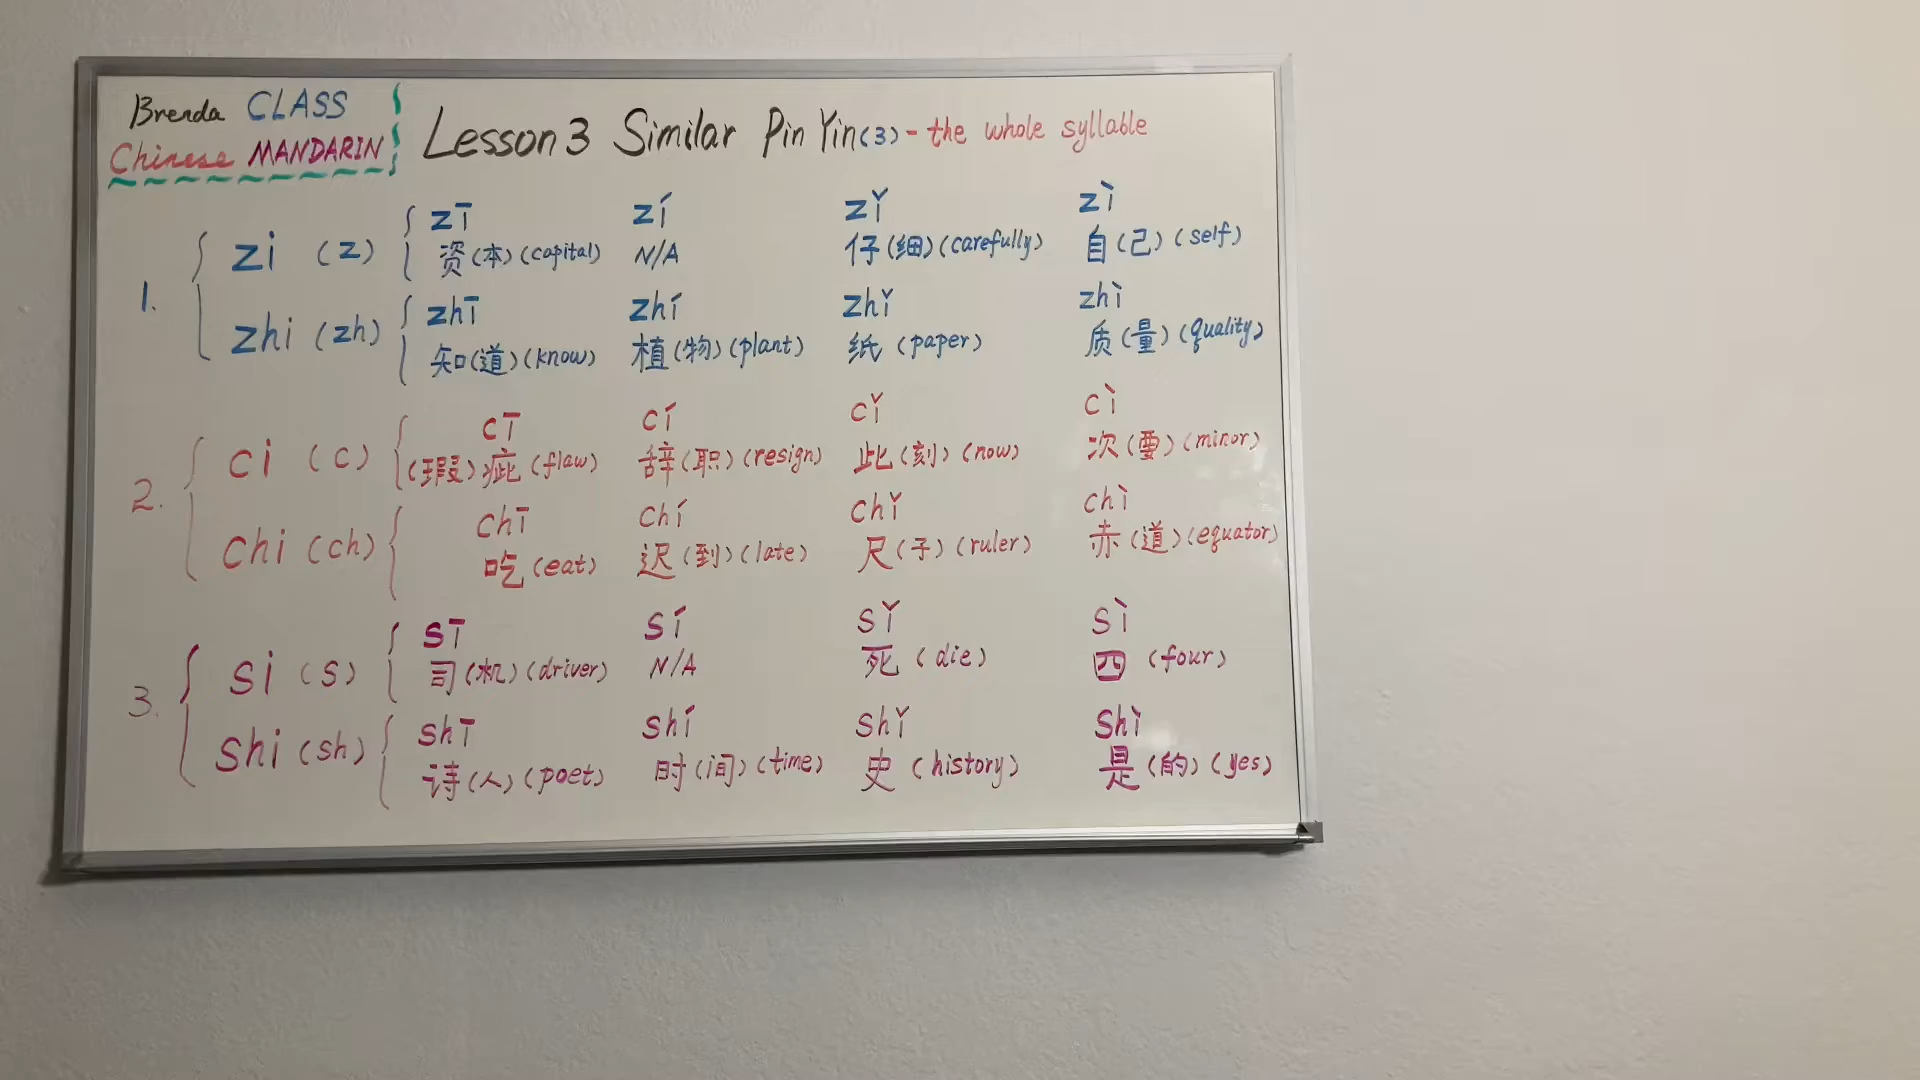 Brenda CLASS
Chinese MANDARIN
Lesson 3 Similar Pin Yin(3) - the whole syllable
1.
zi (z)
zī zí zǐ zì
资(本)(capital) N/A 仔(细)(carefully) 自(己)(self)
zhi (zh)
zhī zhí zhǐ zhì
知(道)(know) 植(物)(plant) 纸(paper) 质(量)(quality)
2.
ci (c)
cī cí cǐ cì
(瑕)疵(flaw) 辞(职)(resign) 此(刻)(now) 次(要)(minor)
chi (ch)
chī chí chǐ chì
吃(eat) 迟(到)(late) 尺(子)(ruler) 赤(道)(equator)
3.
si (s)
sī sí sǐ sì
司(机)(driver) N/A 死(die) 四(four)
shi (sh)
shī shí shǐ shì
诗(人)(poet) 时(间)(time) 史(history) 是(的)(yes)